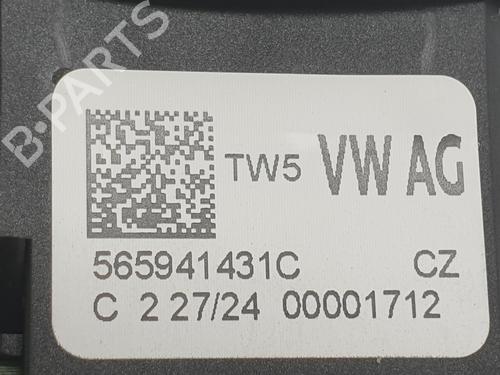 B-PARTS
TW5 VW AG
565941431C CZ
C 2 27/24 00001712